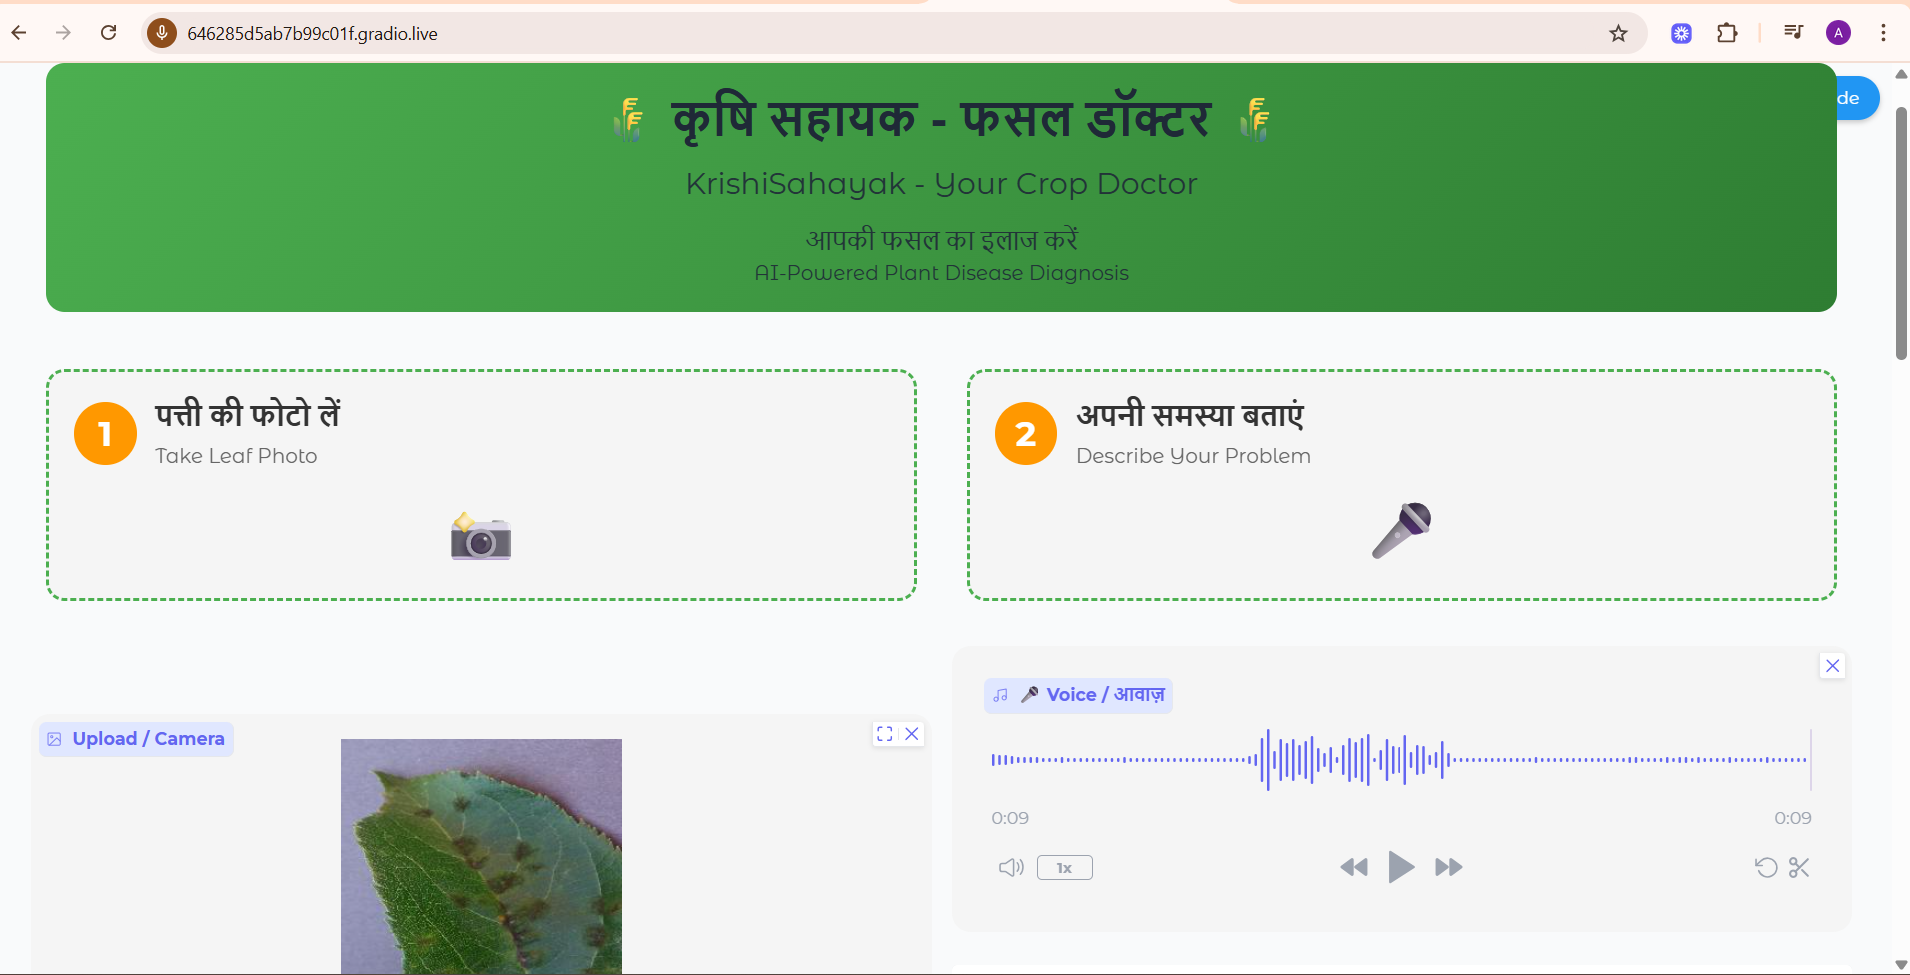 646285d5ab7b99c01f.gradio.live
A
de
कृषि सहायक - फसल डॉक्टर
KrishiSahayak - Your Crop Doctor
आपकी फसल का इलाज करें
AI-Powered Plant Disease Diagnosis
1
पत्ती की फोटो लें
Take Leaf Photo
2
अपनी समस्या बताएं
Describe Your Problem
Upload / Camera
Voice / आवाज़
0:09
0:09
1x